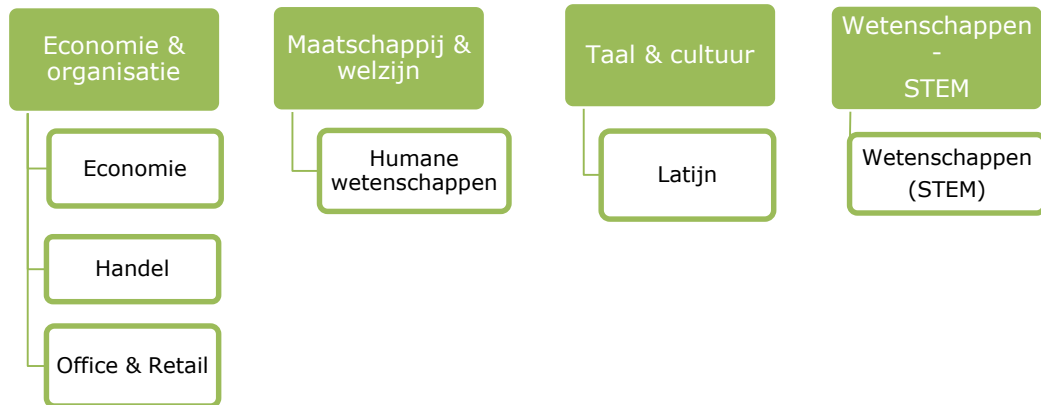 Economie &
organisatie
Economie
Handel
Office & Retail
Maatschappij &
welzijn
Humane
wetenschappen
Taal & cultuur
Latijn
Wetenschappen
-
STEM
Wetenschappen
(STEM)